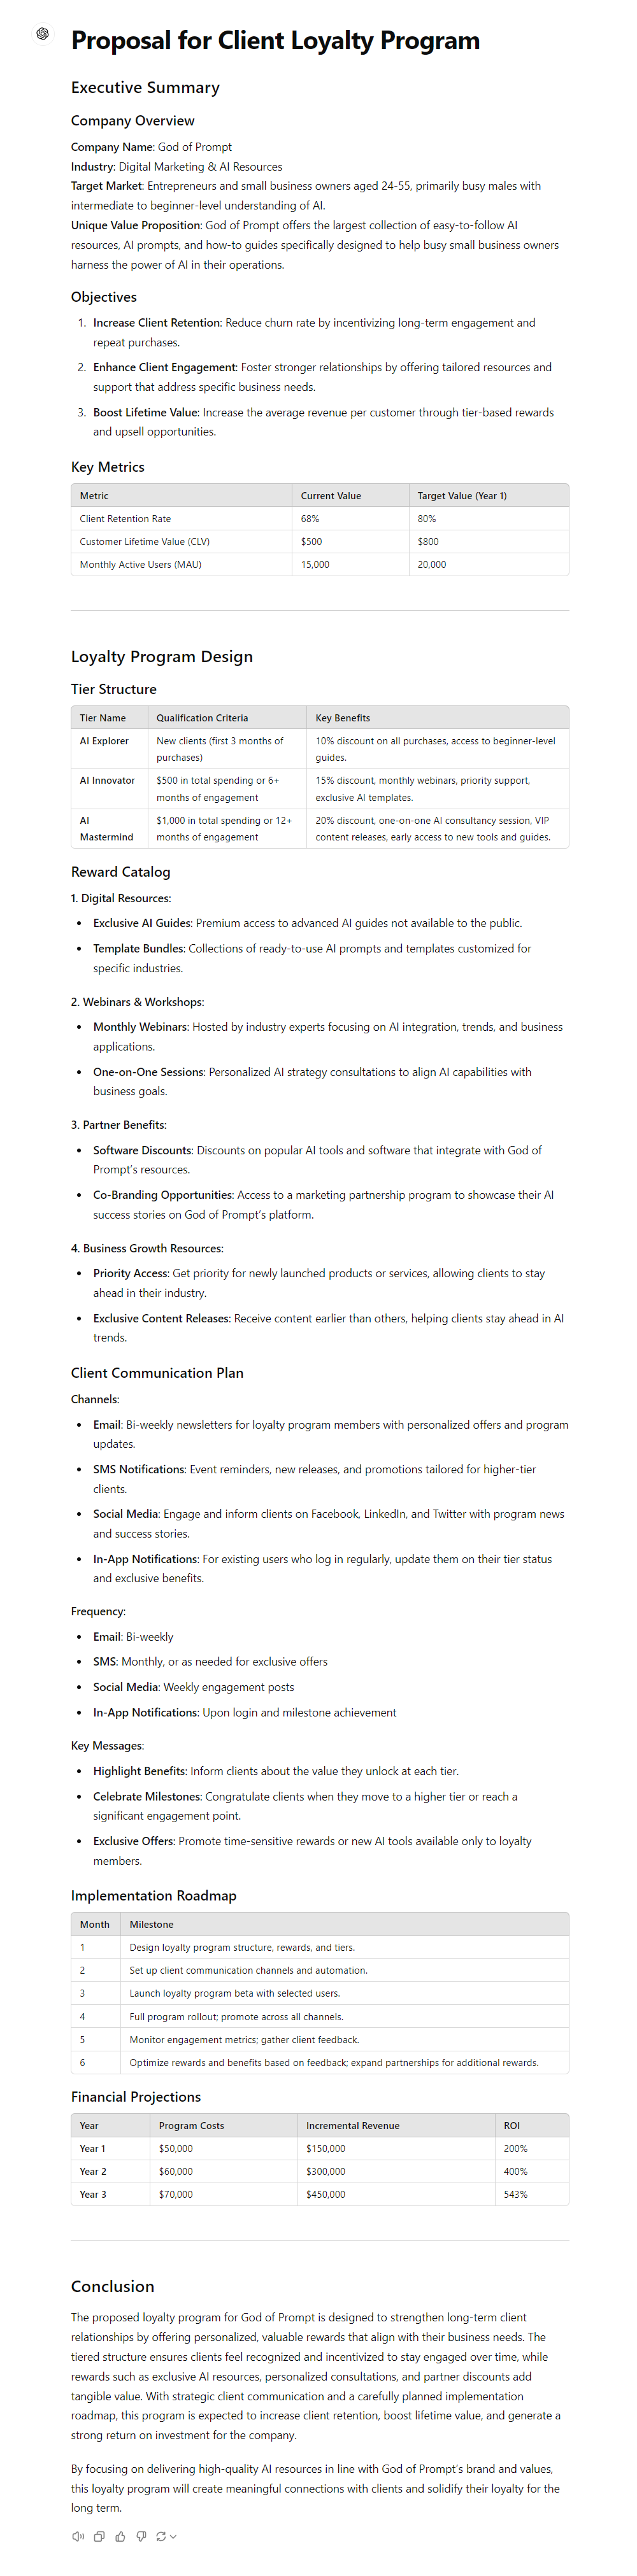 Proposal for Client Loyalty Program
Executive Summary
Company Overview
Company Name: God of Prompt
Industry: Digital Marketing & AI Resources
Target Market: Entrepreneurs and small business owners aged 24-55, primarily busy males with
intermediate to beginner-level understanding of AI.
Unique Value Proposition: God of Prompt offers the largest collection of easy-to-follow AI
resources, AI prompts, and how-to guides specifically designed to help busy small business owners
harness the power of AI in their operations.
Objectives
1. Increase Client Retention: Reduce churn rate by incentivizing long-term engagement and
repeat purchases.
2. Enhance Client Engagement: Foster stronger relationships by offering tailored resources and
support that address specific business needs.
3. Boost Lifetime Value: Increase the average revenue per customer through tier-based rewards
and upsell opportunities.
Key Metrics
Metric Current Value Target Value (Year 1)
Client Retention Rate 68% 80%
Customer Lifetime Value (CLV) $500 $800
Monthly Active Users (MAU) 15,000 20,000
Loyalty Program Design
Tier Structure
Tier Name Qualification Criteria Key Benefits
AI Explorer New clients (first 3 months of 10% discount on all purchases, access to beginner-level
purchases) guides.
AI Innovator $500 in total spending or 6+ 15% discount, monthly webinars, priority support,
months of engagement exclusive AI templates.
AI $1,000 in total spending or 12+ 20% discount, one-on-one AI consultancy session, VIP
Mastermind months of engagement content releases, early access to new tools and guides.
Reward Catalog
1. Digital Resources:
• Exclusive AI Guides: Premium access to advanced AI guides not available to the public.
• Template Bundles: Collections of ready-to-use AI prompts and templates customized for
specific industries.
2. Webinars & Workshops:
• Monthly Webinars: Hosted by industry experts focusing on AI integration, trends, and business
applications.
• One-on-One Sessions: Personalized AI strategy consultations to align AI capabilities with
business goals.
3. Partner Benefits:
• Software Discounts: Discounts on popular AI tools and software that integrate with God of
Prompt's resources.
• Co-Branding Opportunities: Access to a marketing partnership program to showcase their AI
success stories on God of Prompt's platform.
4. Business Growth Resources:
• Priority Access: Get priority for newly launched products or services, allowing clients to stay
ahead in their industry.
• Exclusive Content Releases: Receive content earlier than others, helping clients stay ahead in AI
trends.
Client Communication Plan
Channels:
• Email: Bi-weekly newsletters for loyalty program members with personalized offers and program
updates.
• SMS Notifications: Event reminders, new releases, and promotions tailored for higher-tier
clients.
• Social Media: Engage and inform clients on Facebook, LinkedIn, and Twitter with program news
and success stories.
• In-App Notifications: For existing users who log in regularly, update them on their tier status
and exclusive benefits.
Frequency:
• Email: Bi-weekly
• SMS: Monthly, or as needed for exclusive offers
• Social Media: Weekly engagement posts
• In-App Notifications: Upon login and milestone achievement
Key Messages:
• Highlight Benefits: Inform clients about the value they unlock at each tier.
• Celebrate Milestones: Congratulate clients when they move to a higher tier or reach a
significant engagement point.
• Exclusive Offers: Promote time-sensitive rewards or new AI tools available only to loyalty
members.
Implementation Roadmap
Month Milestone
1 Design loyalty program structure, rewards, and tiers.
2 Set up client communication channels and automation.
3 Launch loyalty program beta with selected users.
4 Full program rollout; promote across all channels.
5 Monitor engagement metrics; gather client feedback.
6 Optimize rewards and benefits based on feedback; expand partnerships for additional rewards.
Financial Projections
Year Program Costs Incremental Revenue ROI
Year 1 $50,000 $150,000 200%
Year 2 $60,000 $300,000 400%
Year 3 $70,000 $450,000 543%
Conclusion
The proposed loyalty program for God of Prompt is designed to strengthen long-term client
relationships by offering personalized, valuable rewards that align with their business needs. The
tiered structure ensures clients feel recognized and incentivized to stay engaged over time, while
rewards such as exclusive AI resources, personalized consultations, and partner discounts add
tangible value. With strategic client communication and a carefully planned implementation
roadmap, this program is expected to increase client retention, boost lifetime value, and generate a
strong return on investment for the company.
By focusing on delivering high-quality AI resources in line with God of Prompt's brand and values,
this loyalty program will create meaningful connections with clients and solidify their loyalty for the
long term.